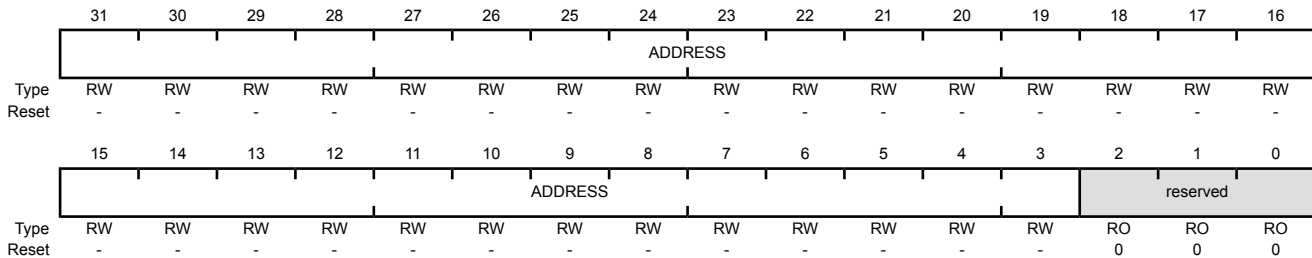 31 30 29 28 27 26 25 24 23 22 21 20 19 18 17 16
ADDRESS
Type RW RW RW RW RW RW RW RW RW RW RW RW RW RW RW RW
Reset - - - - - - - - - - - - - - - -
15 14 13 12 11 10 9 8 7 6 5 4 3 2 1 0
ADDRESS reserved
Type RW RW RW RW RW RW RW RW RW RW RW RW RW RO RO RO
Reset - - - - - - - - - - - - - 0 0 0